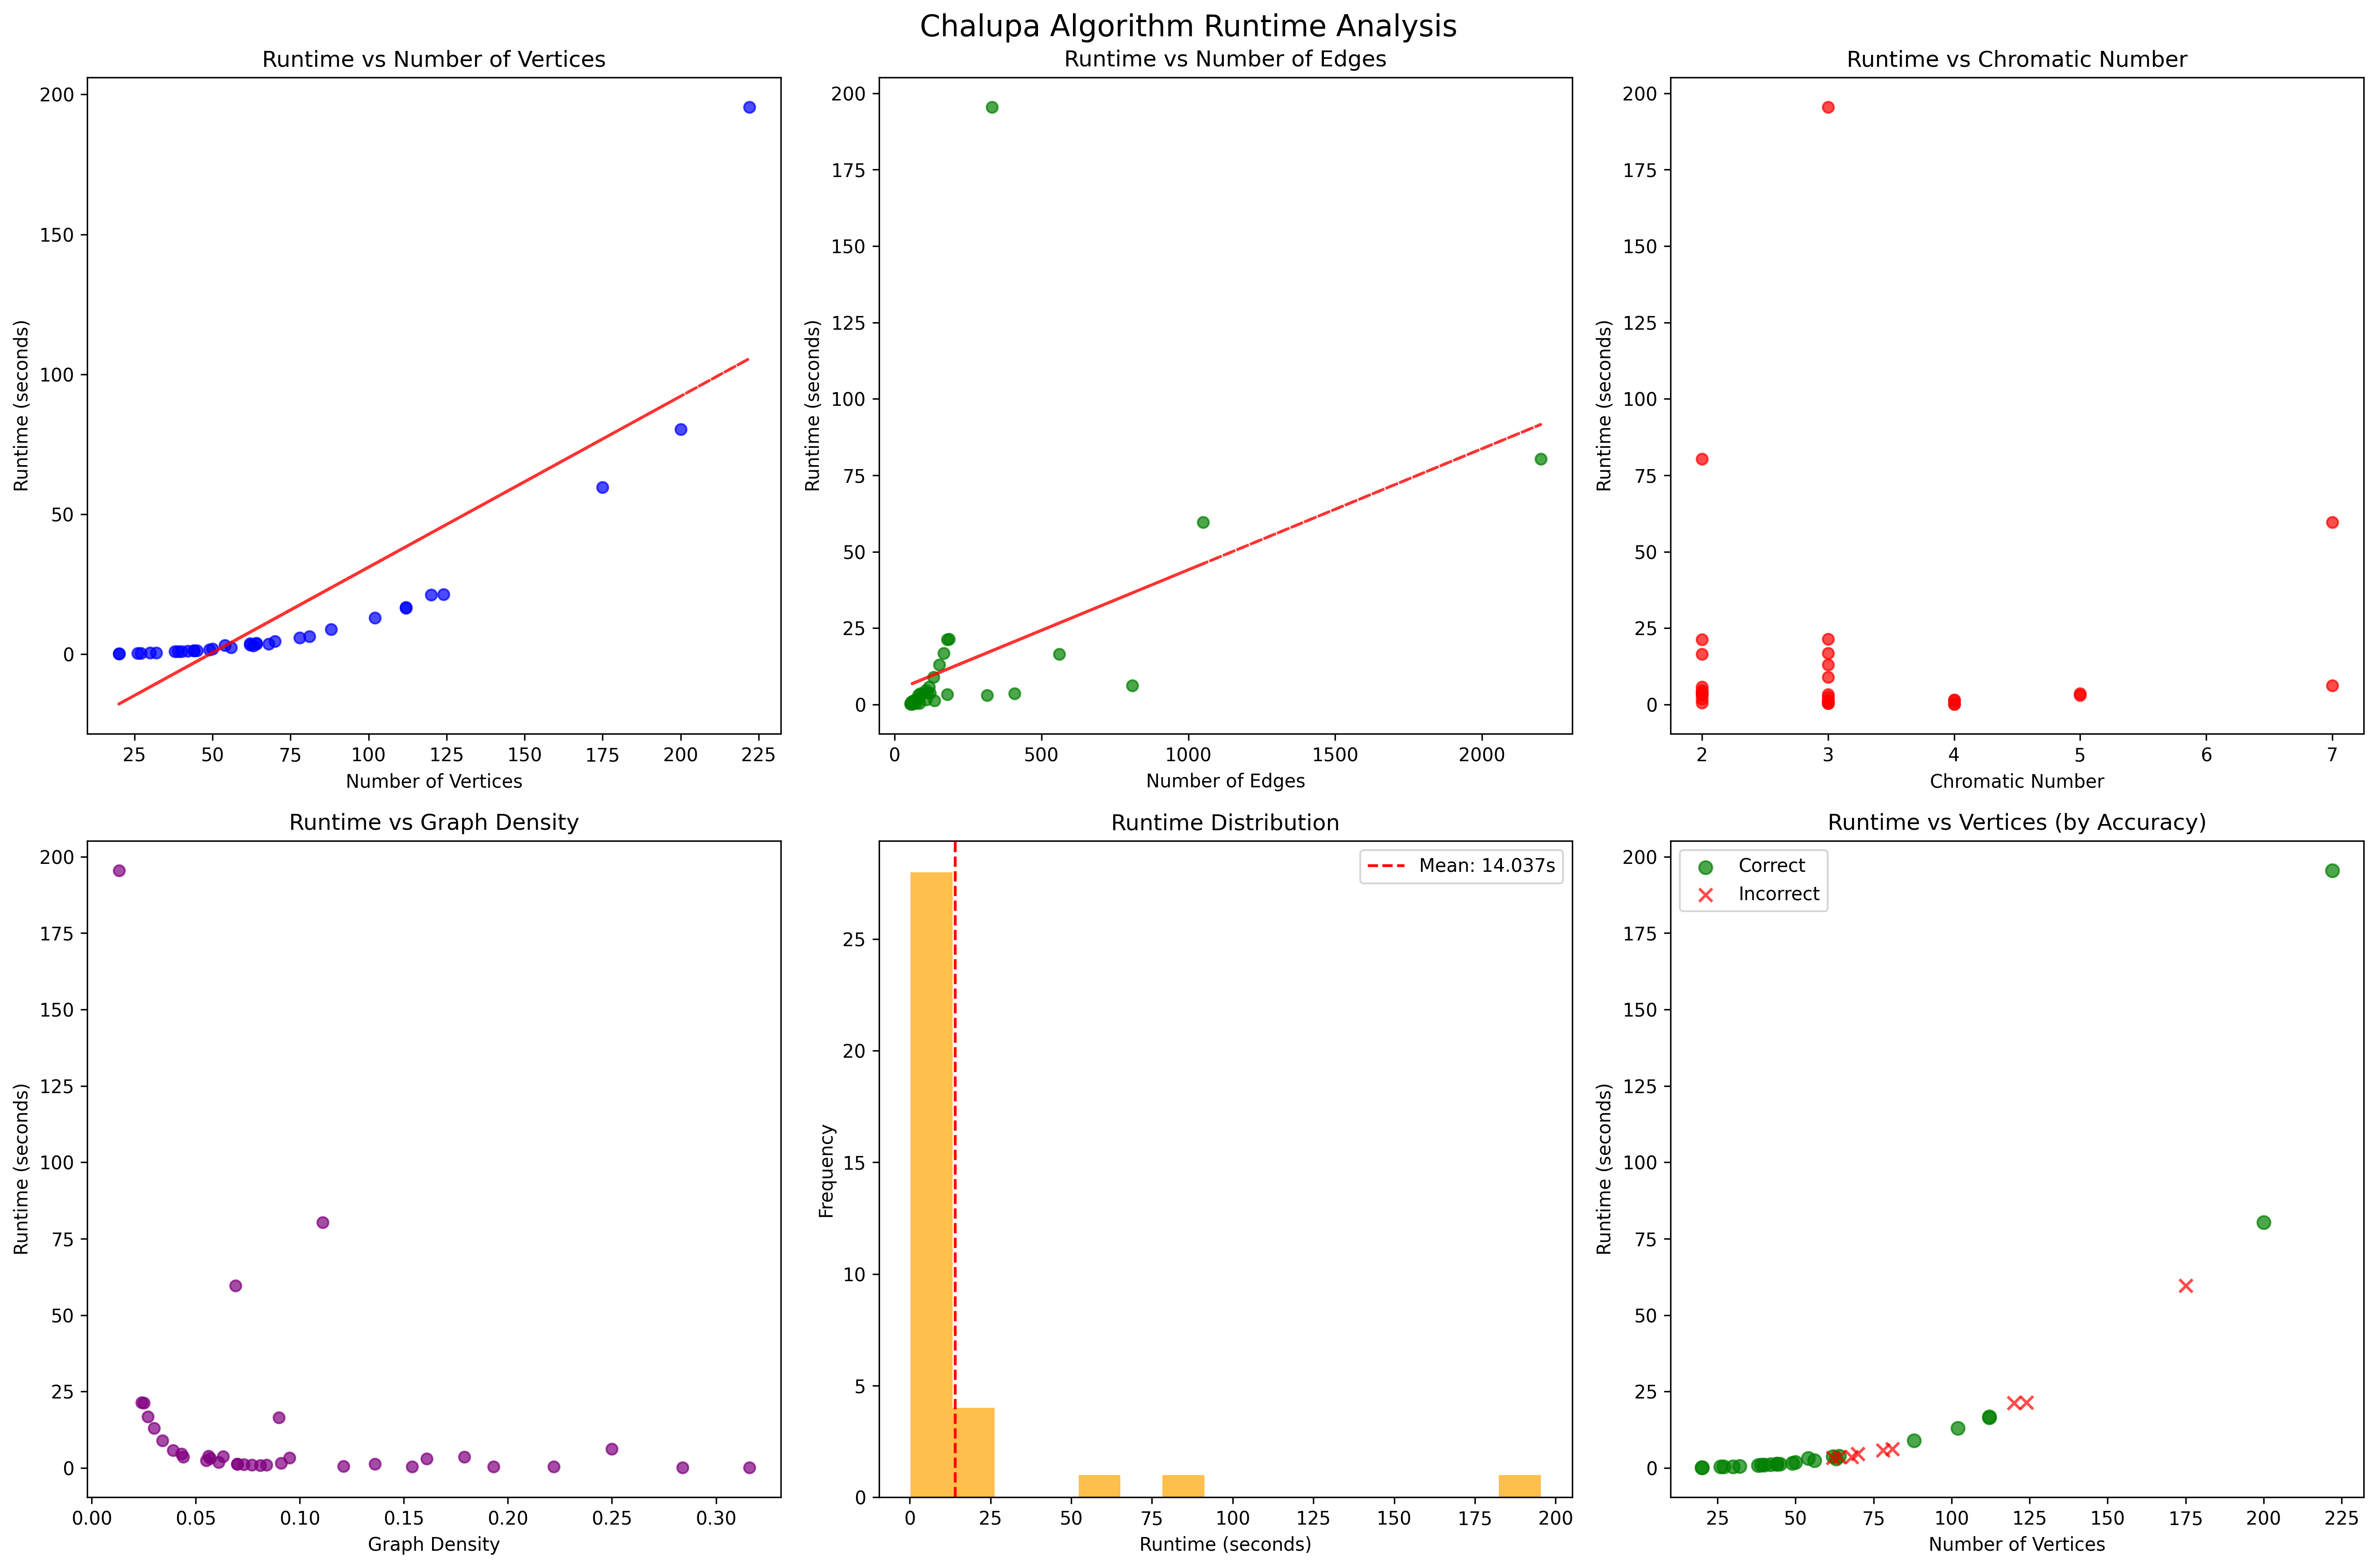 Chalupa Algorithm Runtime Analysis
Runtime vs Number of Vertices
Runtime (seconds)
200
150
100
50
0
25 50 75 100 125 150 175 200 225
Number of Vertices
Runtime vs Number of Edges
Runtime (seconds)
200
175
150
125
100
75
50
25
0
0 500 1000 1500 2000
Number of Edges
Runtime vs Chromatic Number
Runtime (seconds)
200
175
150
125
100
75
50
25
0
2 3 4 5 6 7
Chromatic Number
Runtime vs Graph Density
Runtime (seconds)
200
175
150
125
100
75
50
25
0
0.00 0.05 0.10 0.15 0.20 0.25 0.30
Graph Density
Runtime Distribution
Mean: 14.037s
Frequency
25
20
15
10
5
0
0 25 50 75 100 125 150 175 200
Runtime (seconds)
Runtime vs Vertices (by Accuracy)
Correct
Incorrect
Runtime (seconds)
200
175
150
125
100
75
50
25
0
25 50 75 100 125 150 175 200 225
Number of Vertices